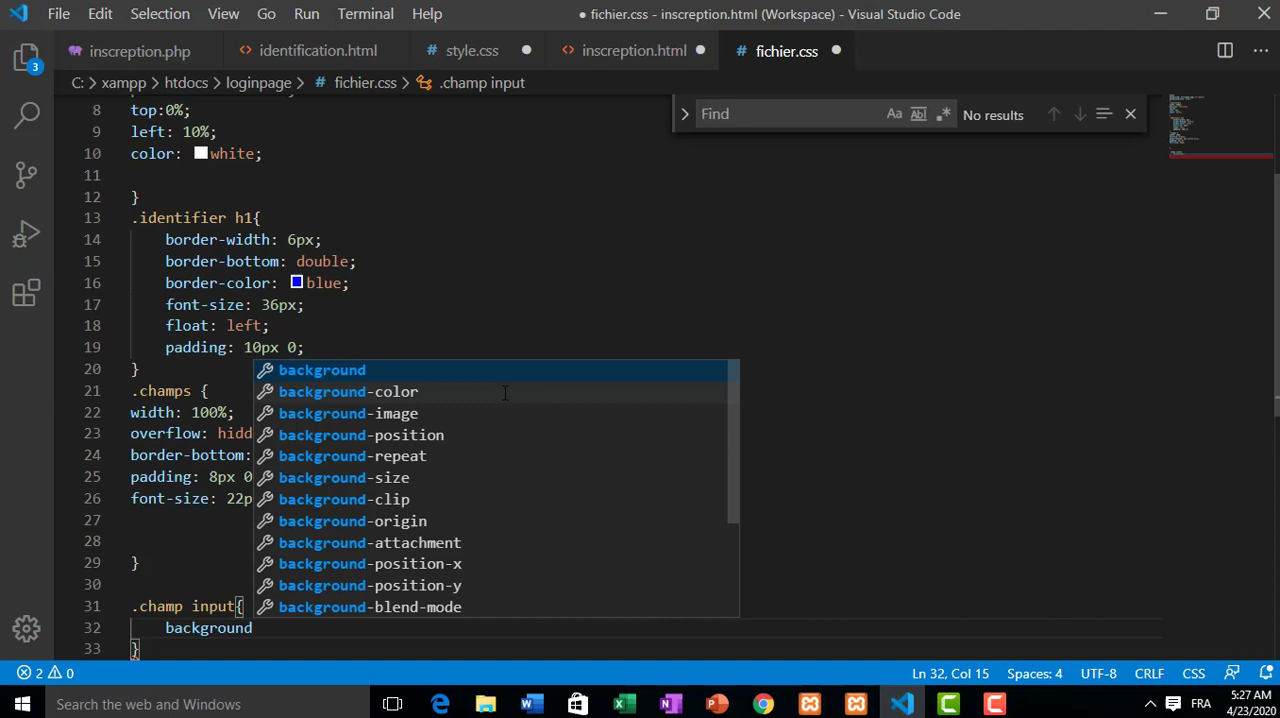 File Edit Selection View Go Run Terminal Help
● fichier.css - inscreption.html (Workspace) - Visual Studio Code
inscreption.php
identification.html
style.css
inscreption.html
fichier.css
C: > xampp > htdocs > loginpage > fichier.css > .champ input
Find
Aa
Abl
No results
3
8 top:0%;
9 left: 10%;
10 color: white;
11
12 }
13 .identifier h1{
14 border-width: 6px;
15 border-bottom: double;
16 border-color: blue;
17 font-size: 36px;
18 float: left;
19 padding: 10px 0;
20 }
21 .champs {
22 width: 100%;
23 overflow: hidd
24 border-bottom:
25 padding: 8px 0
26 font-size: 22p
27
28
29 }
30
31 .champ input{
32 background
33 }
background
background-color
background-image
background-position
background-repeat
background-size
background-clip
background-origin
background-attachment
background-position-x
background-position-y
background-blend-mode
2 0
Ln 32, Col 15
Spaces: 4
UTF-8
CRLF
CSS
Search the web and Windows
FRA
5:27 AM
4/23/2020